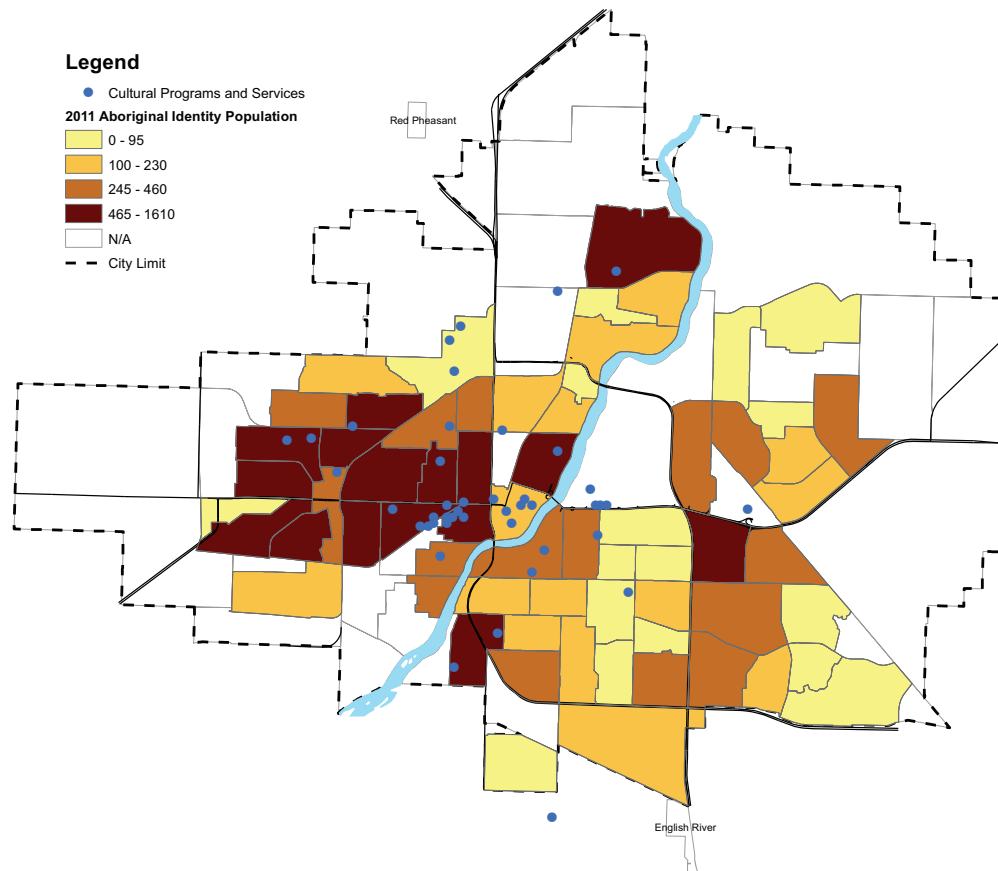 Legend
Cultural Programs and Services
2011 Aboriginal Identity Population
0 - 95
100 - 230
245 - 460
465 - 1610
N/A
City Limit
Red Pheasant
English River